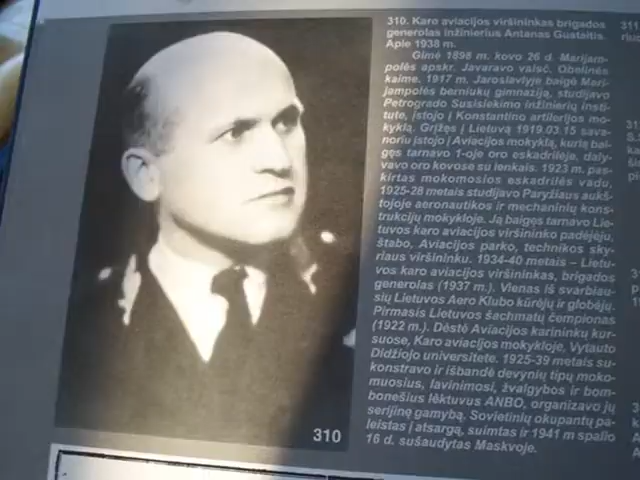 310. Karo aviacijos viršininkas brigados
generolas inžinierius Antanas Gustaitis.
Apie 1938 m.
Gimė 1898 m. kovo 26 d. Marijam-
polės apskr. Javaravo valsč. Obelinės
kaime. 1917 m. Jaroslavlyje baigė Mari-
jampolės berniukų gimnaziją, studijavo
Petrogrado Susisiekimo inžinierių insti-
tute, įstojo į Konstantino artilerijos mo-
kyklą. Grįžęs į Lietuvą 1919.03.15 sava-
noriu įstojo į Aviacijos mokyklą, kurią bai-
gęs tarnavo 1-oje oro eskadrilėje, daly-
vavo oro kovose su lenkais. 1923 m. pas-
kirtas mokomosios eskadrilės vadu,
1925-28 metais studijavo Paryžiaus aukš-
tojoje aeronautikos ir mechaninių kons-
trukcijų mokykloje. Ją baigęs tarnavo Lie-
tuvos karo aviacijos viršininko padėjėju,
štabo, Aviacijos parko, technikos sky-
riaus viršininku. 1934-40 metais – Lietu-
vos karo aviacijos viršininkas, brigados
generolas (1937 m.). Vienas iš svarbiau-
sių Lietuvos Aero Klubo kūrėjų ir globėjų.
Pirmasis Lietuvos šachmatų čempionas
(1922 m.). Dėstė Aviacijos karininkų kur-
suose, Karo aviacijos mokykloje, Vytauto
Didžiojo universitete. 1925-39 metais su-
konstravo ir išbandė devynių tipų moko-
muosius, lavinimosi, žvalgybos ir bom-
bonešius lėktuvus ANBO, organizavo jų
serijinę gamybą. Sovietinių okupantų pa-
leistas į atsargą, suimtas ir 1941 m spalio
16 d. sušaudytas Maskvoje.
310
311